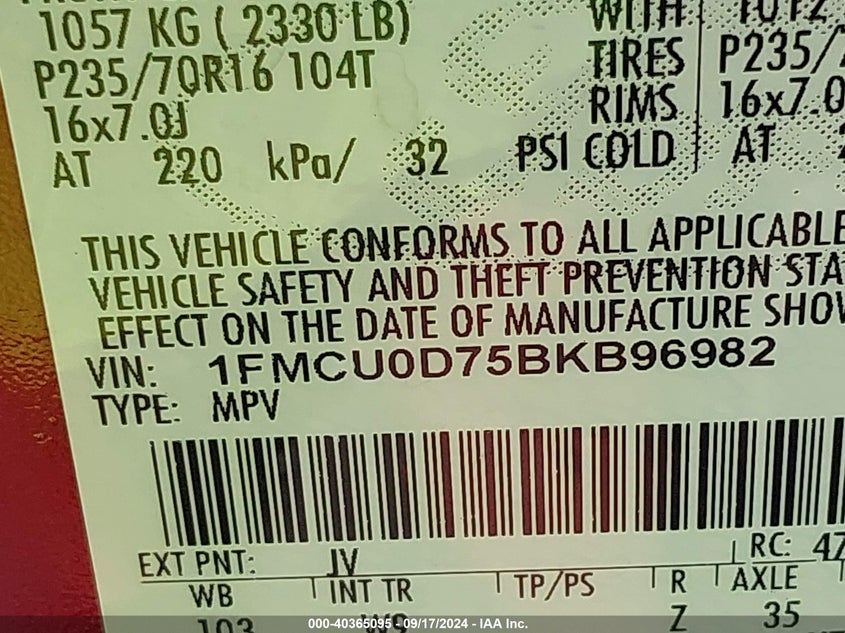 1057 KG ( 2330 LB) WITH
P235/70R16 104T TIRES P235/
16x7.0J RIMS 16x7.0
AT 220 kPa/ 32 PSI COLD AT
THIS VEHICLE CONFORMS TO ALL APPLICABLE
VEHICLE SAFETY AND THEFT PREVENTION STA
EFFECT ON THE DATE OF MANUFACTURE SHOW
VIN: 1FMCU0D75BKB96982
TYPE: MPV
EXT PNT: JV RC: 47
WB INT TR TP/PS R AXLE
103 W9 Z 35
000-40365095 - 09/17/2024 - IAA Inc.